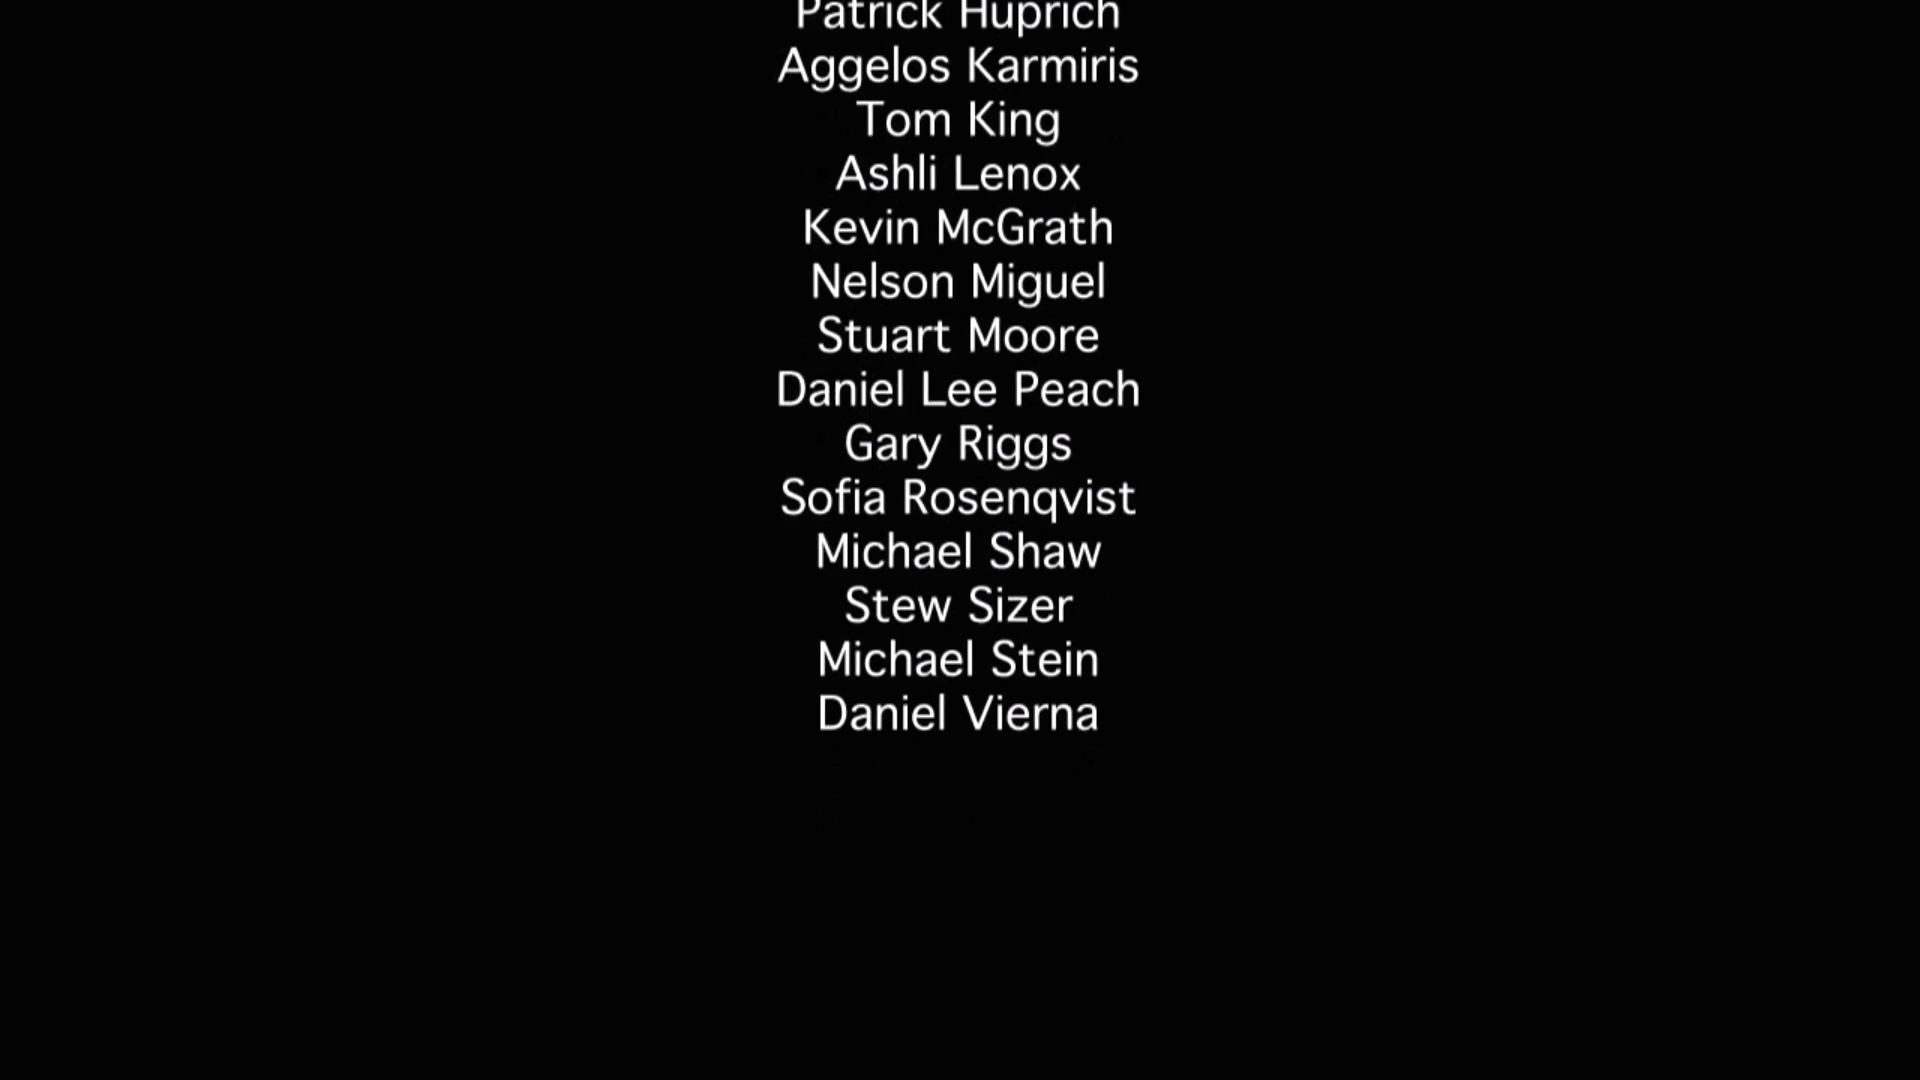 Patrick Huprich
Aggelos Karmiris
Tom King
Ashli Lenox
Kevin McGrath
Nelson Miguel
Stuart Moore
Daniel Lee Peach
Gary Riggs
Sofia Rosenqvist
Michael Shaw
Stew Sizer
Michael Stein
Daniel Vierna